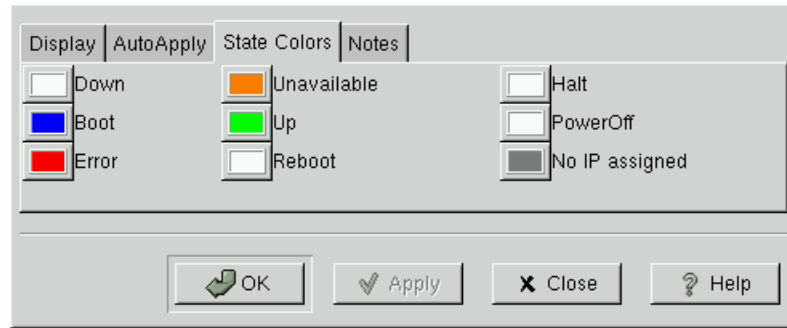 Display AutoApply State Colors Notes
Down Unavailable Halt
Boot Up PowerOff
Error Reboot No IP assigned
OK Apply Close Help